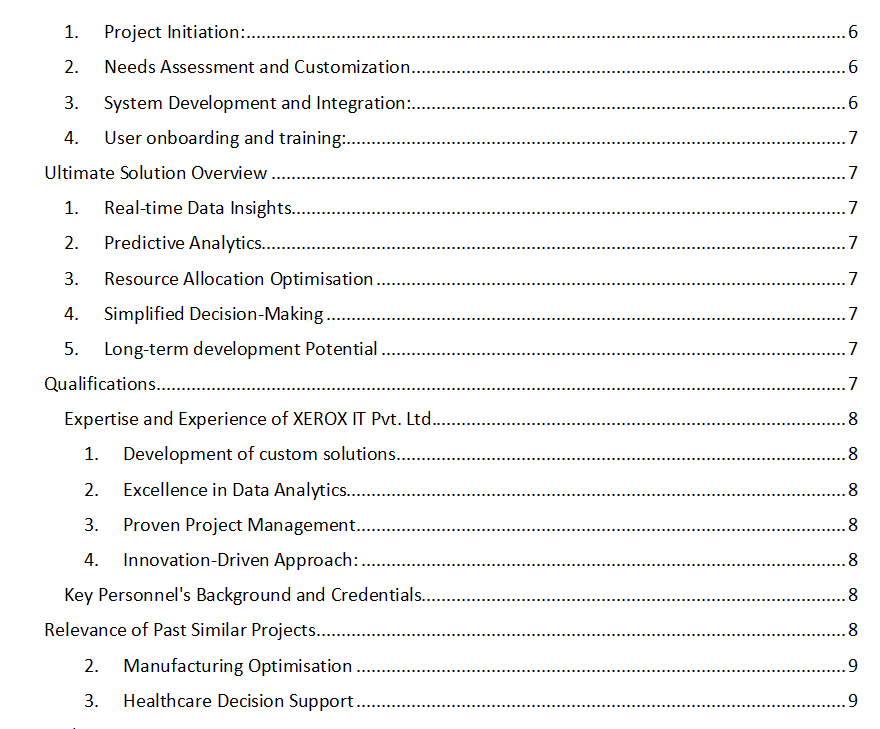 1. Project Initiation:........................................................................................................................6
2. Needs Assessment and Customization.......................................................................................6
3. System Development and Integration:.......................................................................................6
4. User onboarding and training:....................................................................................................7
Ultimate Solution Overview ...................................................................................................................7
1. Real-time Data Insights...............................................................................................................7
2. Predictive Analytics.....................................................................................................................7
3. Resource Allocation Optimisation ..............................................................................................7
4. Simplified Decision-Making ........................................................................................................7
5. Long-term development Potential .............................................................................................7
Qualifications..........................................................................................................................................7
Expertise and Experience of XEROX IT Pvt. Ltd...................................................................................8
1. Development of custom solutions..........................................................................................8
2. Excellence in Data Analytics....................................................................................................8
3. Proven Project Management..................................................................................................8
4. Innovation-Driven Approach: .................................................................................................8
Key Personnel's Background and Credentials.....................................................................................8
Relevance of Past Similar Projects..........................................................................................................8
2. Manufacturing Optimisation ..................................................................................................9
3. Healthcare Decision Support ..................................................................................................9